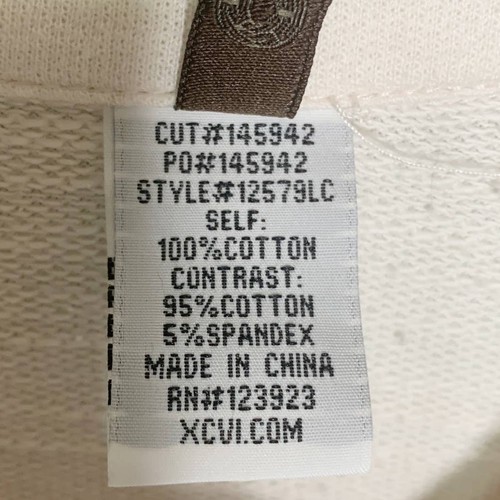 CUT#145942
PO#145942
STYLE#12579LC
SELF:
100%COTTON
CONTRAST:
95%COTTON
5%SPANDEX
MADE IN CHINA
RN#123923
XCVI.COM